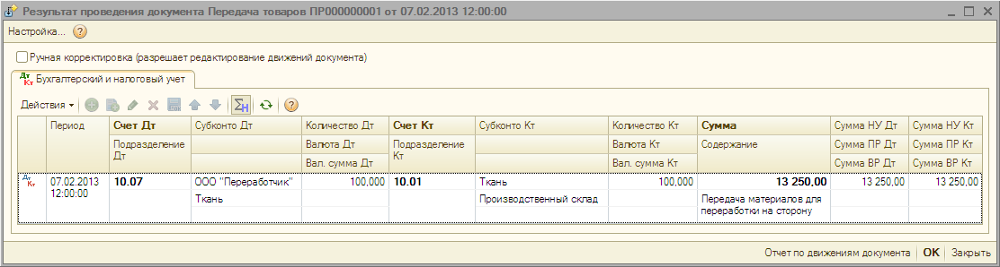 Результат проведения документа Передача товаров ПР000000001 от 07.02.2013 12:00:00
Настройка... ?
Ручная корректировка (разрешает редактирование движений документа)
Дт Кт Бухгалтерский и налоговый учет
Действия ?
Период Счет Дт Субконто Дт Количество Дт Счет Кт Субконто Кт Количество Кт Сумма Сумма НУ Дт Сумма НУ Кт
Подразделение Дт Валюта Дт Подразделение Кт Валюта Кт Содержание Сумма ПР Дт Сумма ПР Кт
Вал. сумма Дт Вал. сумма Кт Сумма ВР Дт Сумма ВР Кт
Дт Кт 07.02.2013 10.07 ООО "Переработчик" 100,000 10.01 Ткань 100,000 13 250,00 13 250,00 13 250,00
12:00:00 Ткань Производственный склад Передача материалов для
переработки на сторону
Отчет по движениям документа OK Закрыть